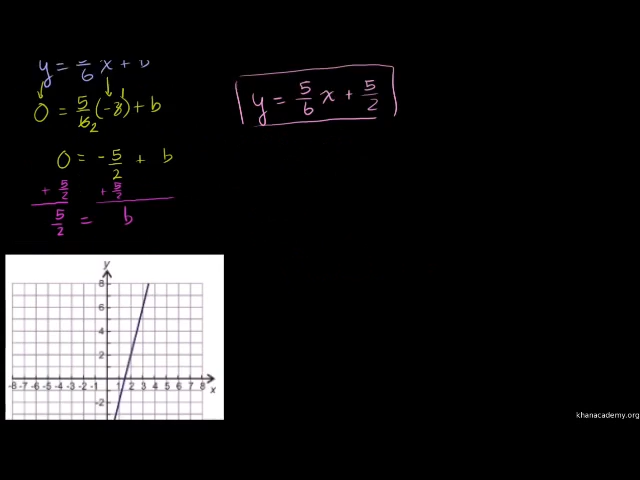 y = 5/6 x + b
0 = 5/6 (-3) + b
2 1
0 = -5/2 + b
+ 5/2 + 5/2
5/2 = b
y = 5/6 x + 5/2
y
8
6
4
2
-8 -7 -6 -5 -4 -3 -2 -1 1 2 3 4 5 6 7 8 x
-2
khanacademy.org